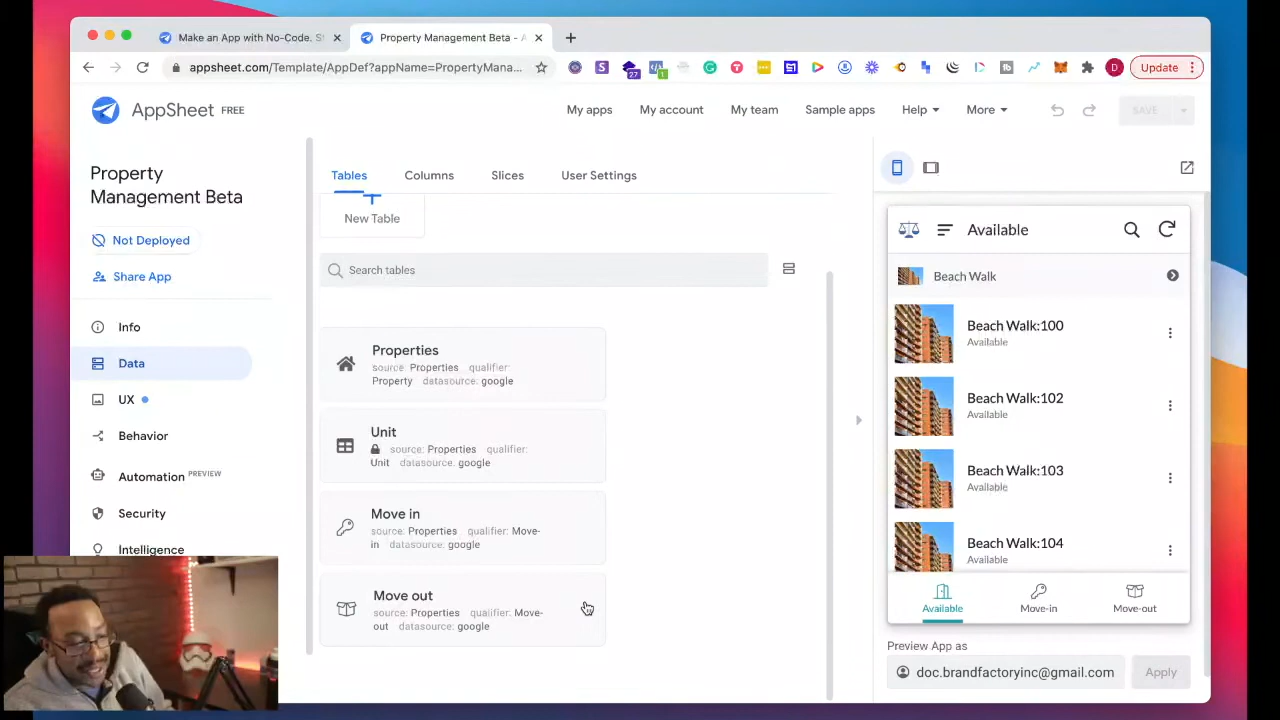 Make an App with No-Code. S
Property Management Beta - A
appsheet.com/Template/AppDef?appName=PropertyMana...
27
1
D
Update
AppSheet FREE
My apps
My account
My team
Sample apps
Help
More
SAVE
Property
Management Beta
Not Deployed
Share App
Info
Data
UX
Behavior
Automation PREVIEW
Security
Intelligence
Tables
Columns
Slices
User Settings
New Table
Search tables
Properties
source: Properties qualifier:
Property datasource: google
Unit
source: Properties qualifier:
Unit datasource: google
Move in
source: Properties qualifier: Move-
in datasource: google
Move out
source: Properties qualifier: Move-
out datasource: google
Available
Beach Walk
Beach Walk:100
Available
Beach Walk:102
Available
Beach Walk:103
Available
Beach Walk:104
Available
Available
Move-in
Move-out
Preview App as
doc.brandfactoryinc@gmail.com
Apply